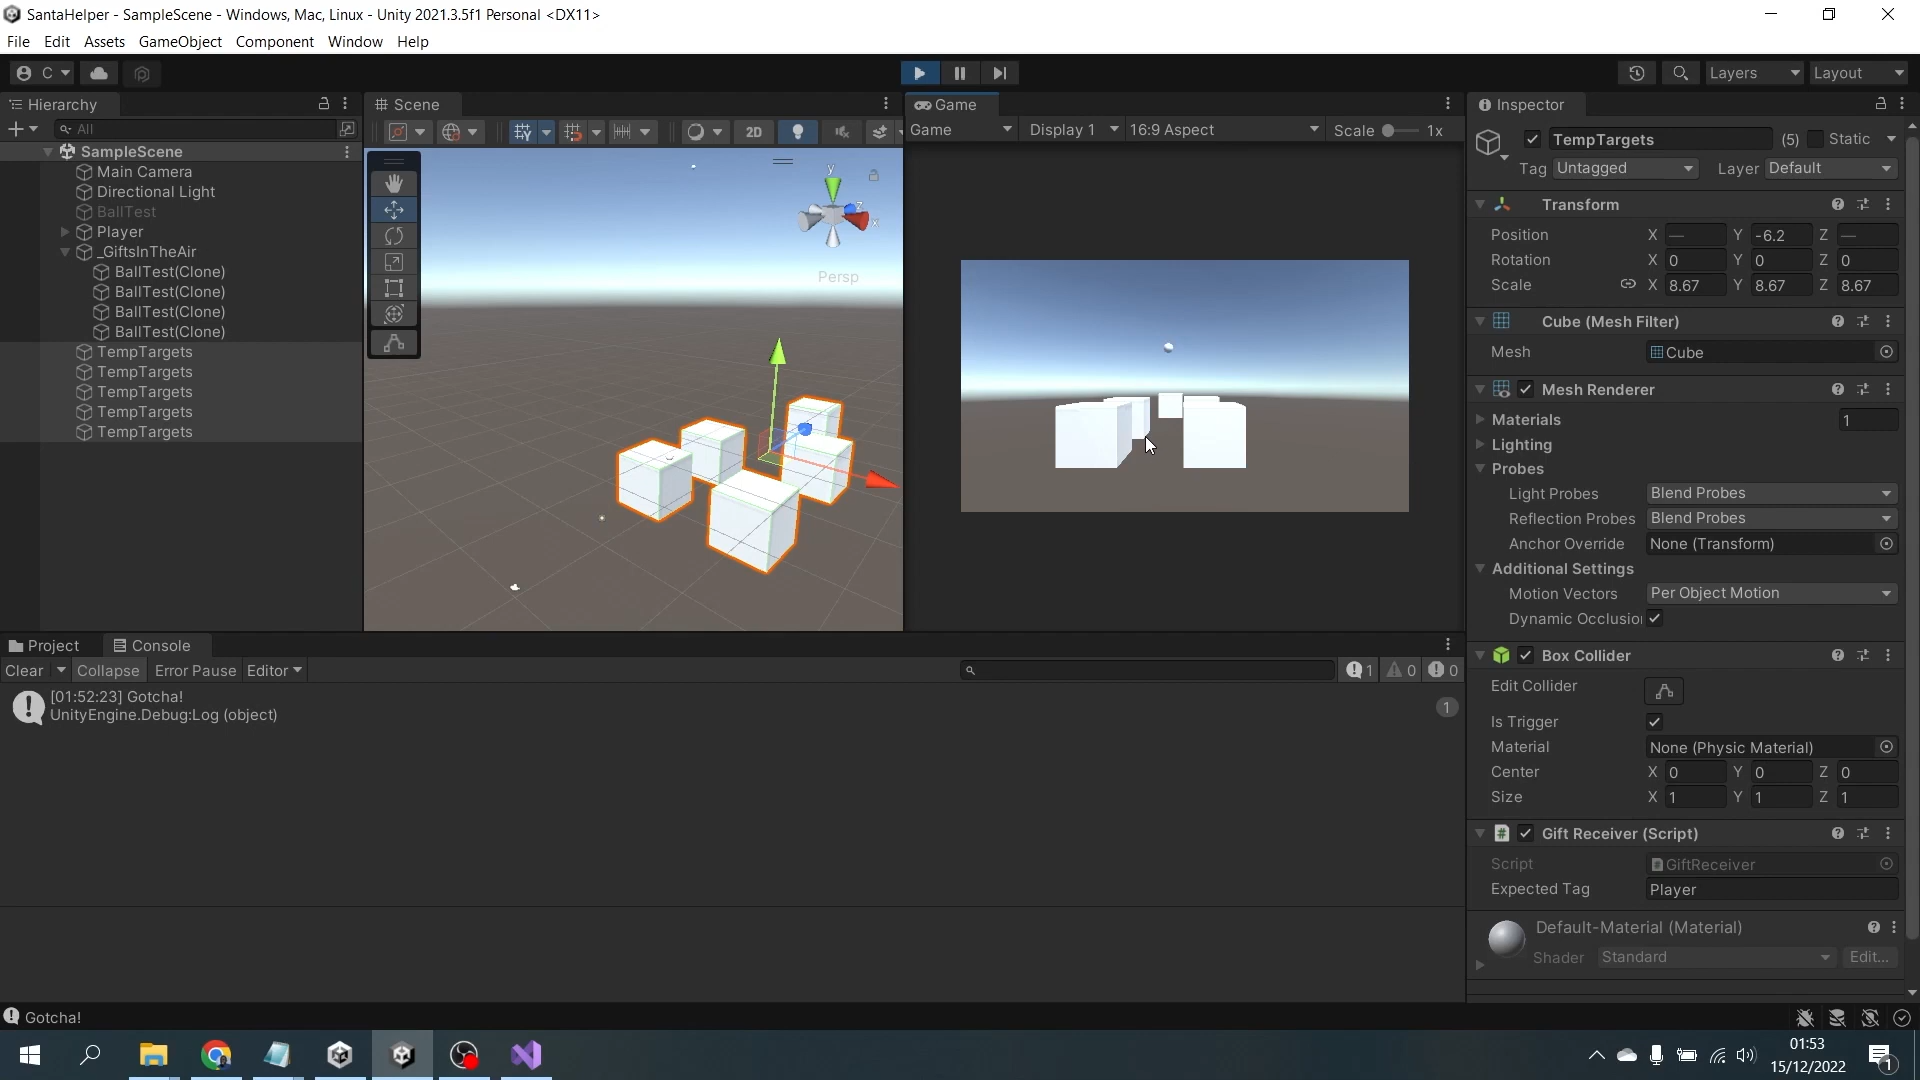 SantaHelper - SampleScene - Windows, Mac, Linux - Unity 2021.3.5f1 Personal <DX11>
File Edit Assets GameObject Component Window Help
C
Layers Layout
Hierarchy
All
SampleScene
Main Camera
Directional Light
BallTest
Player
_GiftsInTheAir
BallTest(Clone)
BallTest(Clone)
BallTest(Clone)
BallTest(Clone)
TempTargets
TempTargets
TempTargets
TempTargets
TempTargets
Scene
2D
y
z
x
Persp
Game
Game Display 1 16:9 Aspect Scale 1x
Inspector
TempTargets (5) Static
Tag Untagged Layer Default
Transform
Position X — Y -6.2 Z —
Rotation X 0 Y 0 Z 0
Scale X 8.67 Y 8.67 Z 8.67
Cube (Mesh Filter)
Mesh Cube
Mesh Renderer
Materials 1
Lighting
Probes
Light Probes Blend Probes
Reflection Probes Blend Probes
Anchor Override None (Transform)
Additional Settings
Motion Vectors Per Object Motion
Dynamic Occlusio
Box Collider
Edit Collider
Is Trigger
Material None (Physic Material)
Center X 0 Y 0 Z 0
Size X 1 Y 1 Z 1
Gift Receiver (Script)
Script GiftReceiver
Expected Tag Player
Default-Material (Material)
Shader Standard Edit...
Project Console
Clear Collapse Error Pause Editor 1 0 0
[01:52:23] Gotcha!
UnityEngine.Debug:Log (object)
1
Gotcha!
01:53
15/12/2022
1